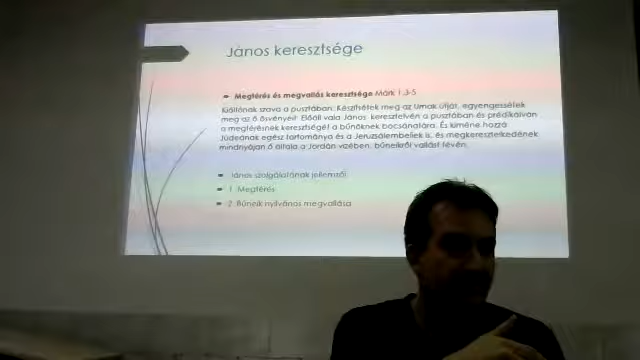 János keresztsége
Megtérés és megvallás keresztsége Márk 1,3-5
Kiáltónak szava a pusztában: Készítsétek meg az Úrnak útját, egyengessétek
meg az ő ösvényeit. Előáll vala János, keresztelvén a pusztában és prédikálván
a megtérésnek keresztségét a bűnöknek bocsánatára. És kiméne hozzá
Júdeának egész tartománya és a Jeruzsálembeliek is, és megkeresztelkedének
mindnyájan ő általa a Jordán vizében, bűneikről vallást tévén.
János szolgálatának jellemzői:
1. Megtérés
2. Bűneik nyilvános megvallása